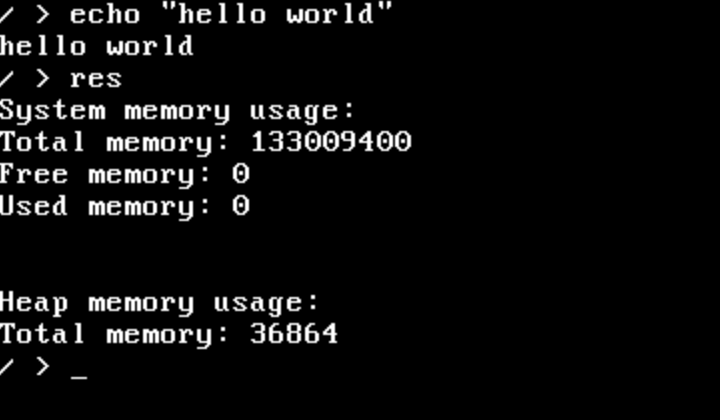 / > echo "hello world"
hello world
/ > res
System memory usage:
Total memory: 133009400
Free memory: 0
Used memory: 0
Heap memory usage:
Total memory: 36864
/ > _